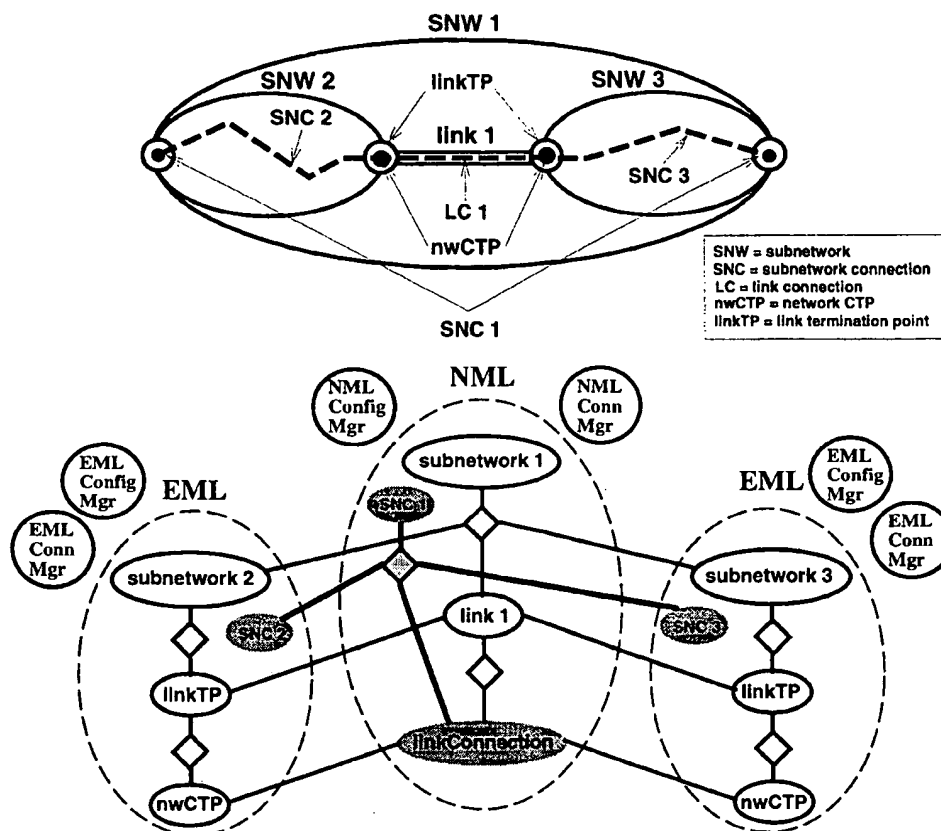 SNW 1
SNW 2
linkTP
SNW 3
SNC 2
link 1
SNC 3
LC 1
nwCTP
SNC 1
SNW = subnetwork
SNC = subnetwork connection
LC = link connection
nwCTP = network CTP
linkTP = link termination point
NML
Config
Mgr
NML
NML
Conn
Mgr
EML
Config
Mgr
EML
EML
Conn
Mgr
subnetwork 1
SNC 1
EML
EML
Config
Mgr
EML
Conn
Mgr
subnetwork 2
subnetwork 3
SNC 2
link 1
SNC 3
linkTP
linkTP
linkConnection
nwCTP
nwCTP